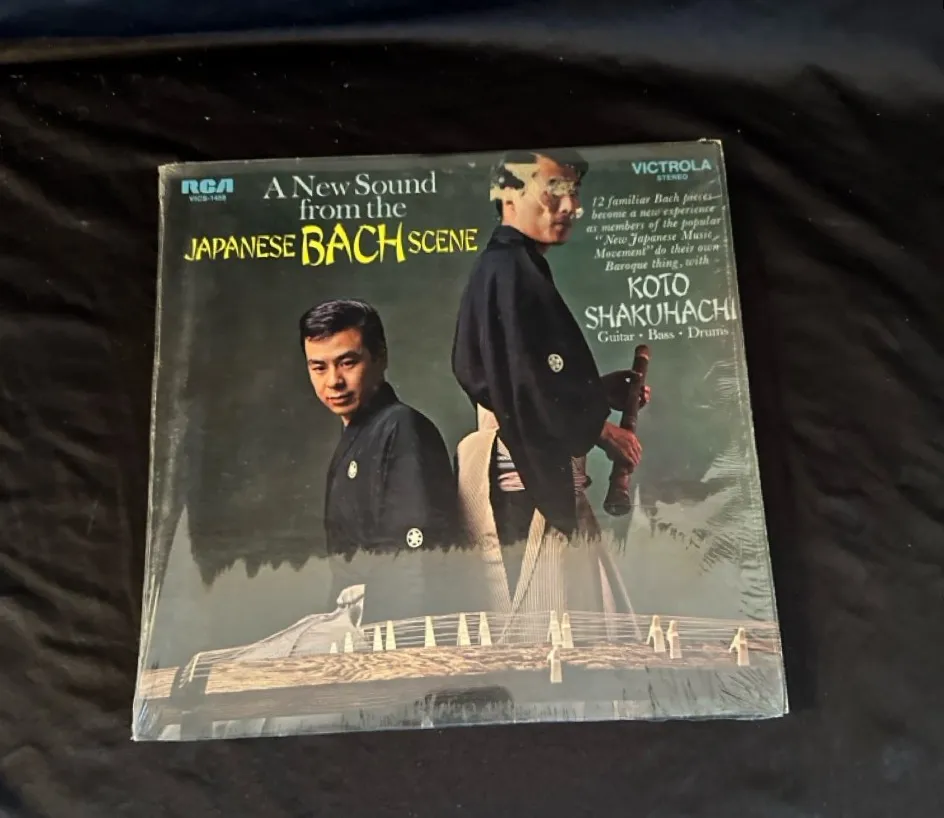 RCA
VICS-1458
A New Sound
from the
JAPANESE BACH SCENE
VICTROLA
STEREO
12 familiar Bach pieces
become a new experience
as members of the popular
"New Japanese Music
Movement" do their own
Baroque thing, with
KOTO
SHAKUHACHI
Guitar • Bass • Drums